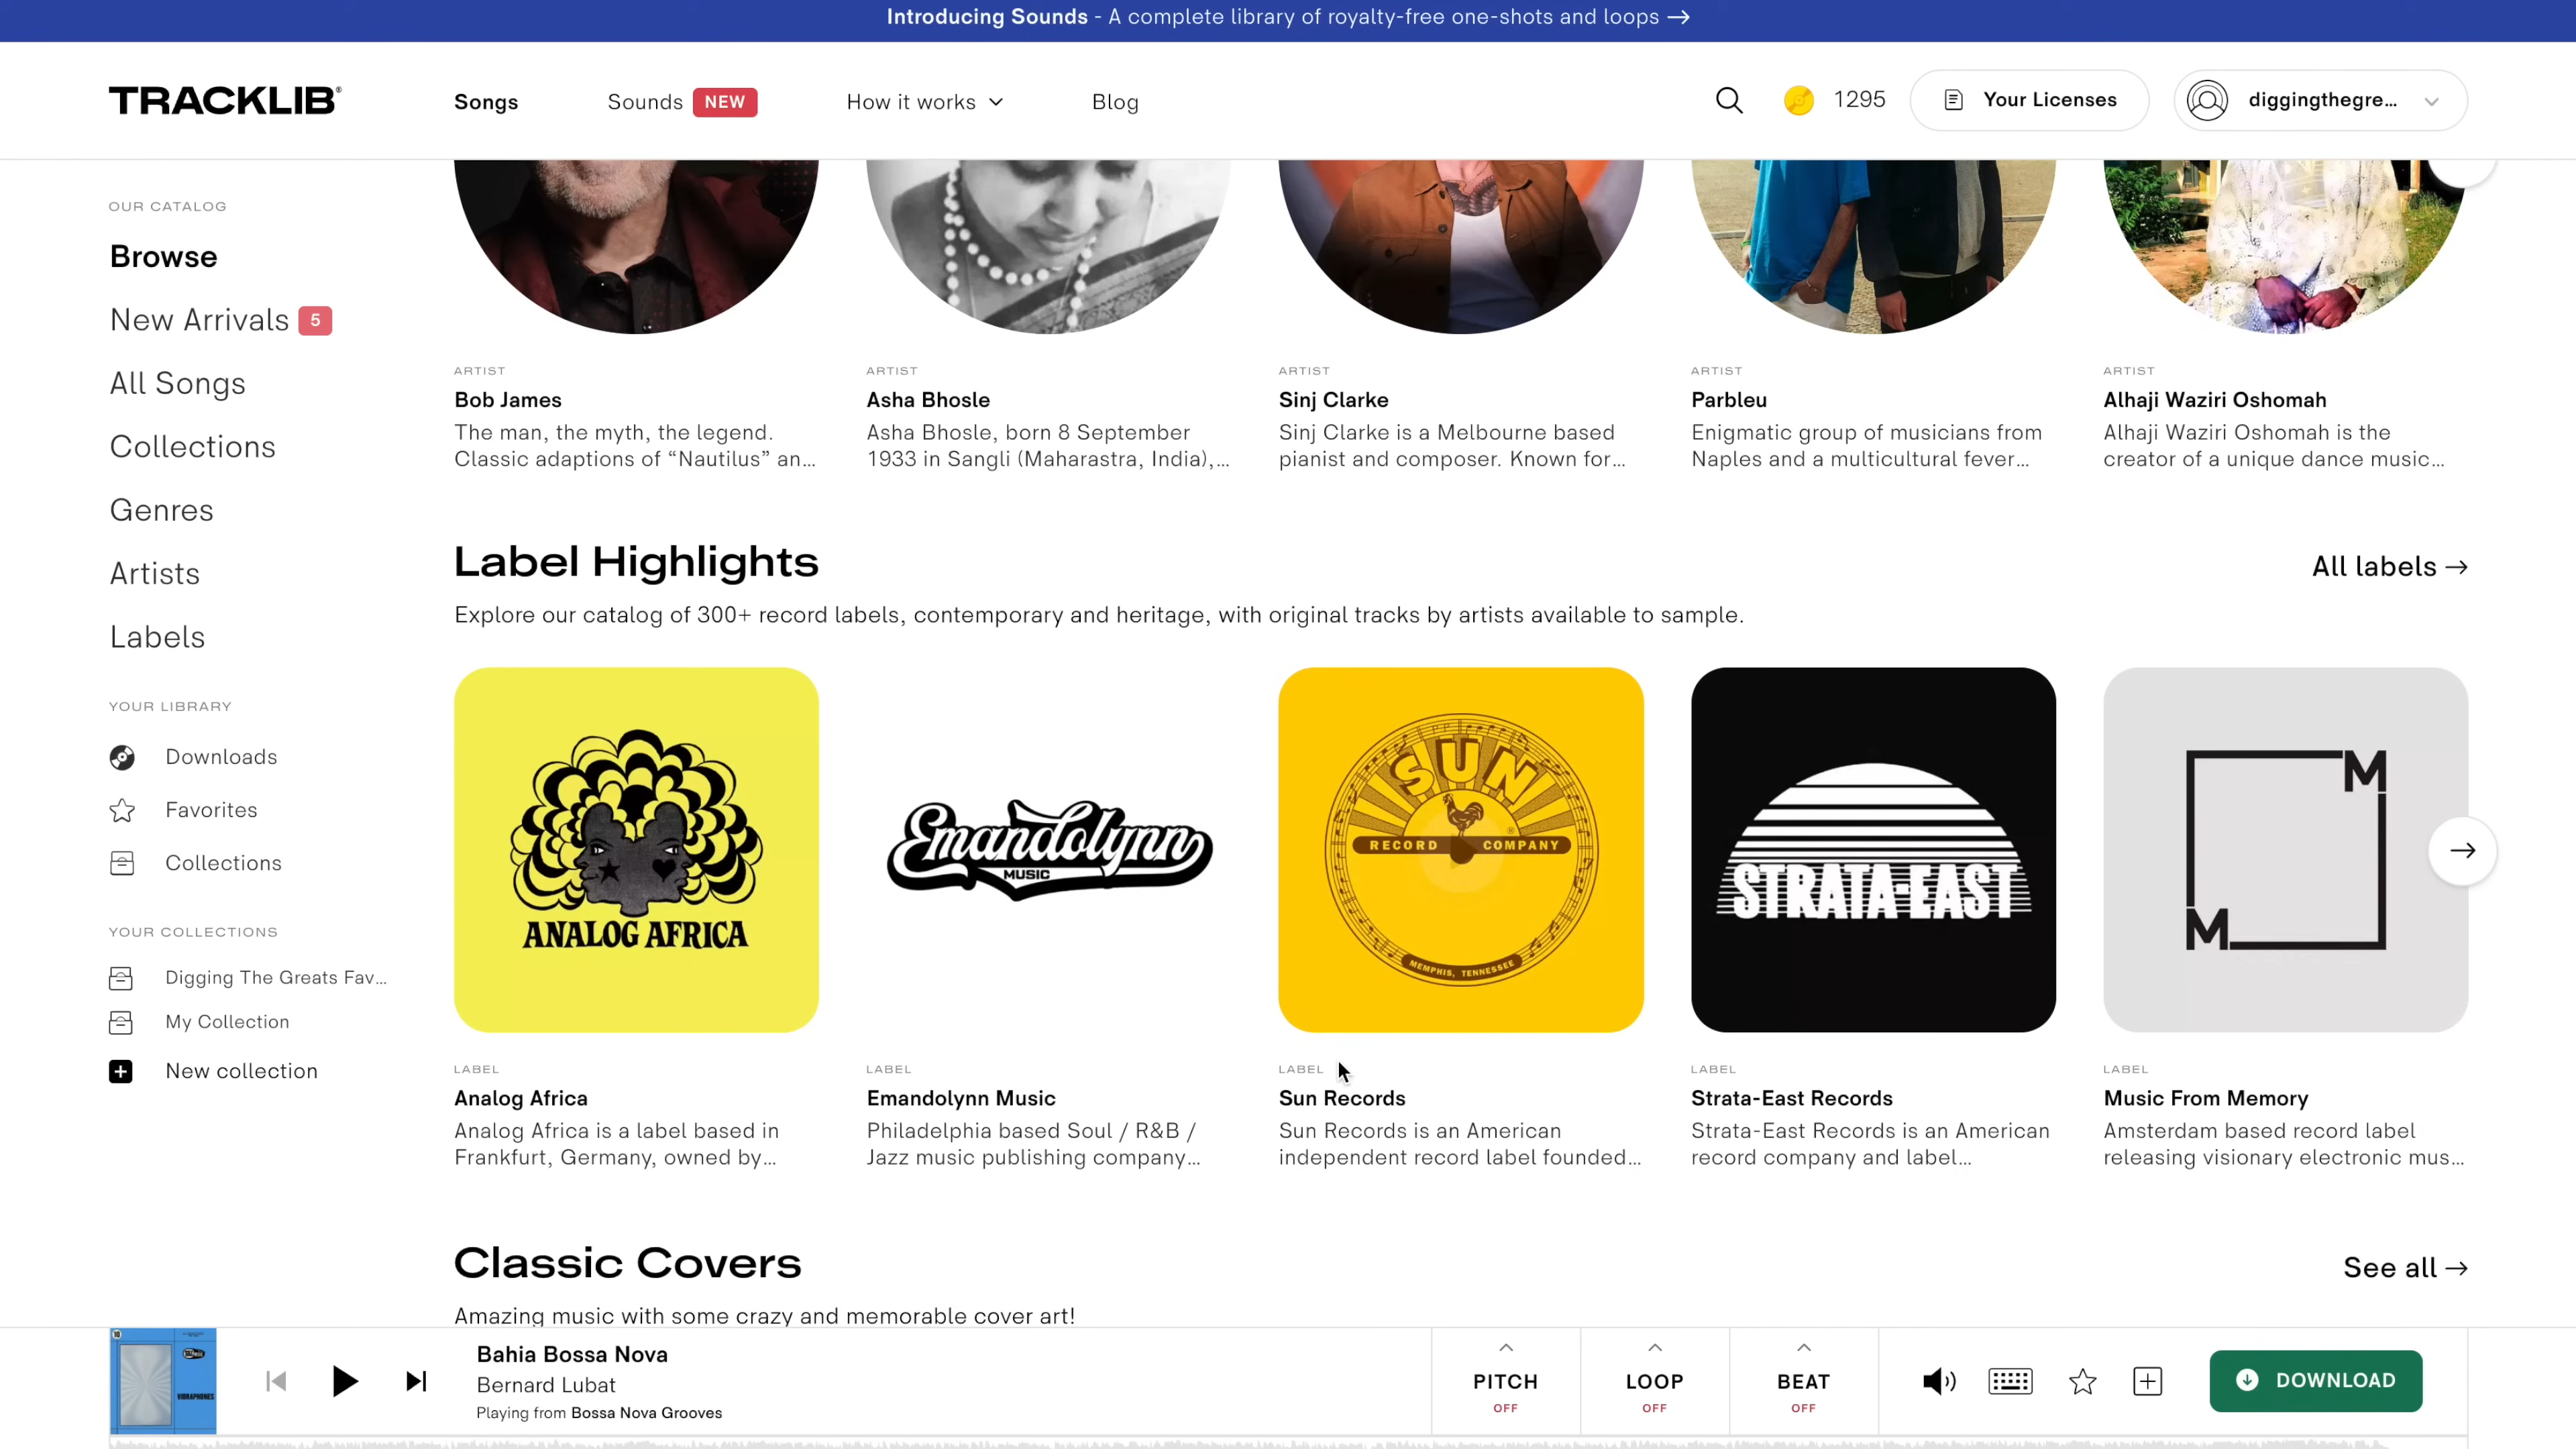 Introducing Sounds - A complete library of royalty-free one-shots and loops →
TRACKLIB®
Songs
Sounds NEW
How it works
Blog
1295
Your Licenses
diggingthegre...
OUR CATALOG
Browse
New Arrivals 5
All Songs
Collections
Genres
Artists
Labels
YOUR LIBRARY
Downloads
Favorites
Collections
YOUR COLLECTIONS
Digging The Greats Fav...
My Collection
New collection
ARTIST
Bob James
The man, the myth, the legend.
Classic adaptions of “Nautilus” an...
ARTIST
Asha Bhosle
Asha Bhosle, born 8 September
1933 in Sangli (Maharastra, India),...
ARTIST
Sinj Clarke
Sinj Clarke is a Melbourne based
pianist and composer. Known for...
ARTIST
Parbleu
Enigmatic group of musicians from
Naples and a multicultural fever...
ARTIST
Alhaji Waziri Oshomah
Alhaji Waziri Oshomah is the
creator of a unique dance music...
Label Highlights
All labels →
Explore our catalog of 300+ record labels, contemporary and heritage, with original tracks by artists available to sample.
ANALOG AFRICA
Emandolynn
MUSIC
SUN
RECORD COMPANY
MEMPHIS, TENNESSEE
STRATA-EAST
M
M
LABEL
Analog Africa
Analog Africa is a label based in
Frankfurt, Germany, owned by...
LABEL
Emandolynn Music
Philadelphia based Soul / R&B /
Jazz music publishing company...
LABEL
Sun Records
Sun Records is an American
independent record label founded...
LABEL
Strata-East Records
Strata-East Records is an American
record company and label...
LABEL
Music From Memory
Amsterdam based record label
releasing visionary electronic mus...
Classic Covers
See all →
Amazing music with some crazy and memorable cover art!
VIBRAPHONES
Bahia Bossa Nova
Bernard Lubat
Playing from Bossa Nova Grooves
PITCH
OFF
LOOP
OFF
BEAT
OFF
DOWNLOAD